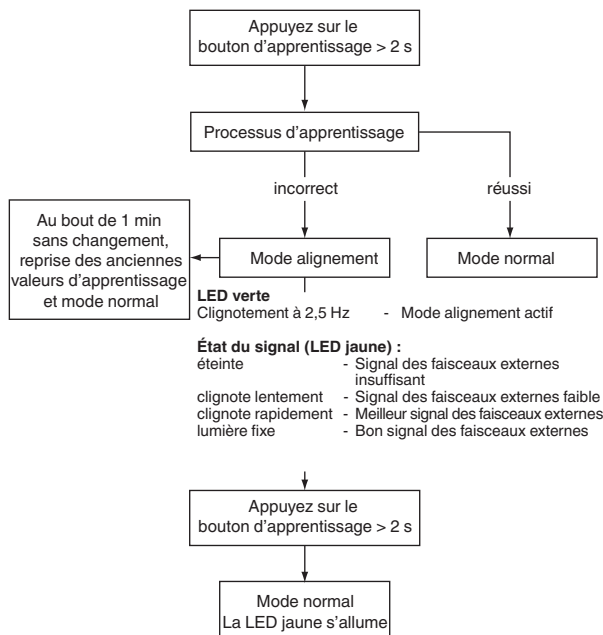 Appuyez sur le
bouton d'apprentissage > 2 s
Processus d'apprentissage
incorrect
réussi
Au bout de 1 min
sans changement,
reprise des anciennes
valeurs d'apprentissage
et mode normal
Mode alignement
Mode normal
LED verte
Clignotement à 2,5 Hz - Mode alignement actif
État du signal (LED jaune) :
éteinte - Signal des faisceaux externes
insuffisant
clignote lentement - Signal des faisceaux externes faible
clignote rapidement - Meilleur signal des faisceaux externes
lumière fixe - Bon signal des faisceaux externes
Appuyez sur le
bouton d'apprentissage > 2 s
Mode normal
La LED jaune s'allume